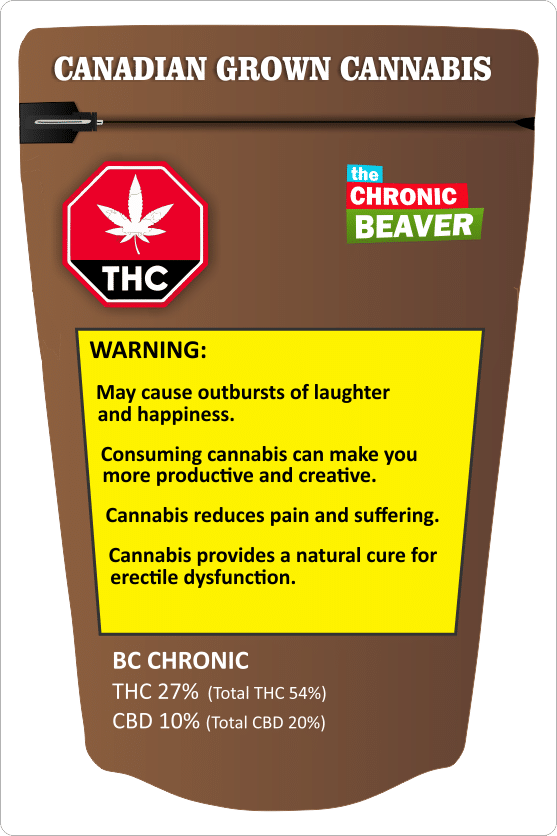 CANADIAN GROWN CANNABIS
THC
the
CHRONIC
BEAVER
WARNING:
May cause outbursts of laughter
and happiness.
Consuming cannabis can make you
more productive and creative.
Cannabis reduces pain and suffering.
Cannabis provides a natural cure for
erectile dysfunction.
BC CHRONIC
THC 27% (Total THC 54%)
CBD 10% (Total CBD 20%)